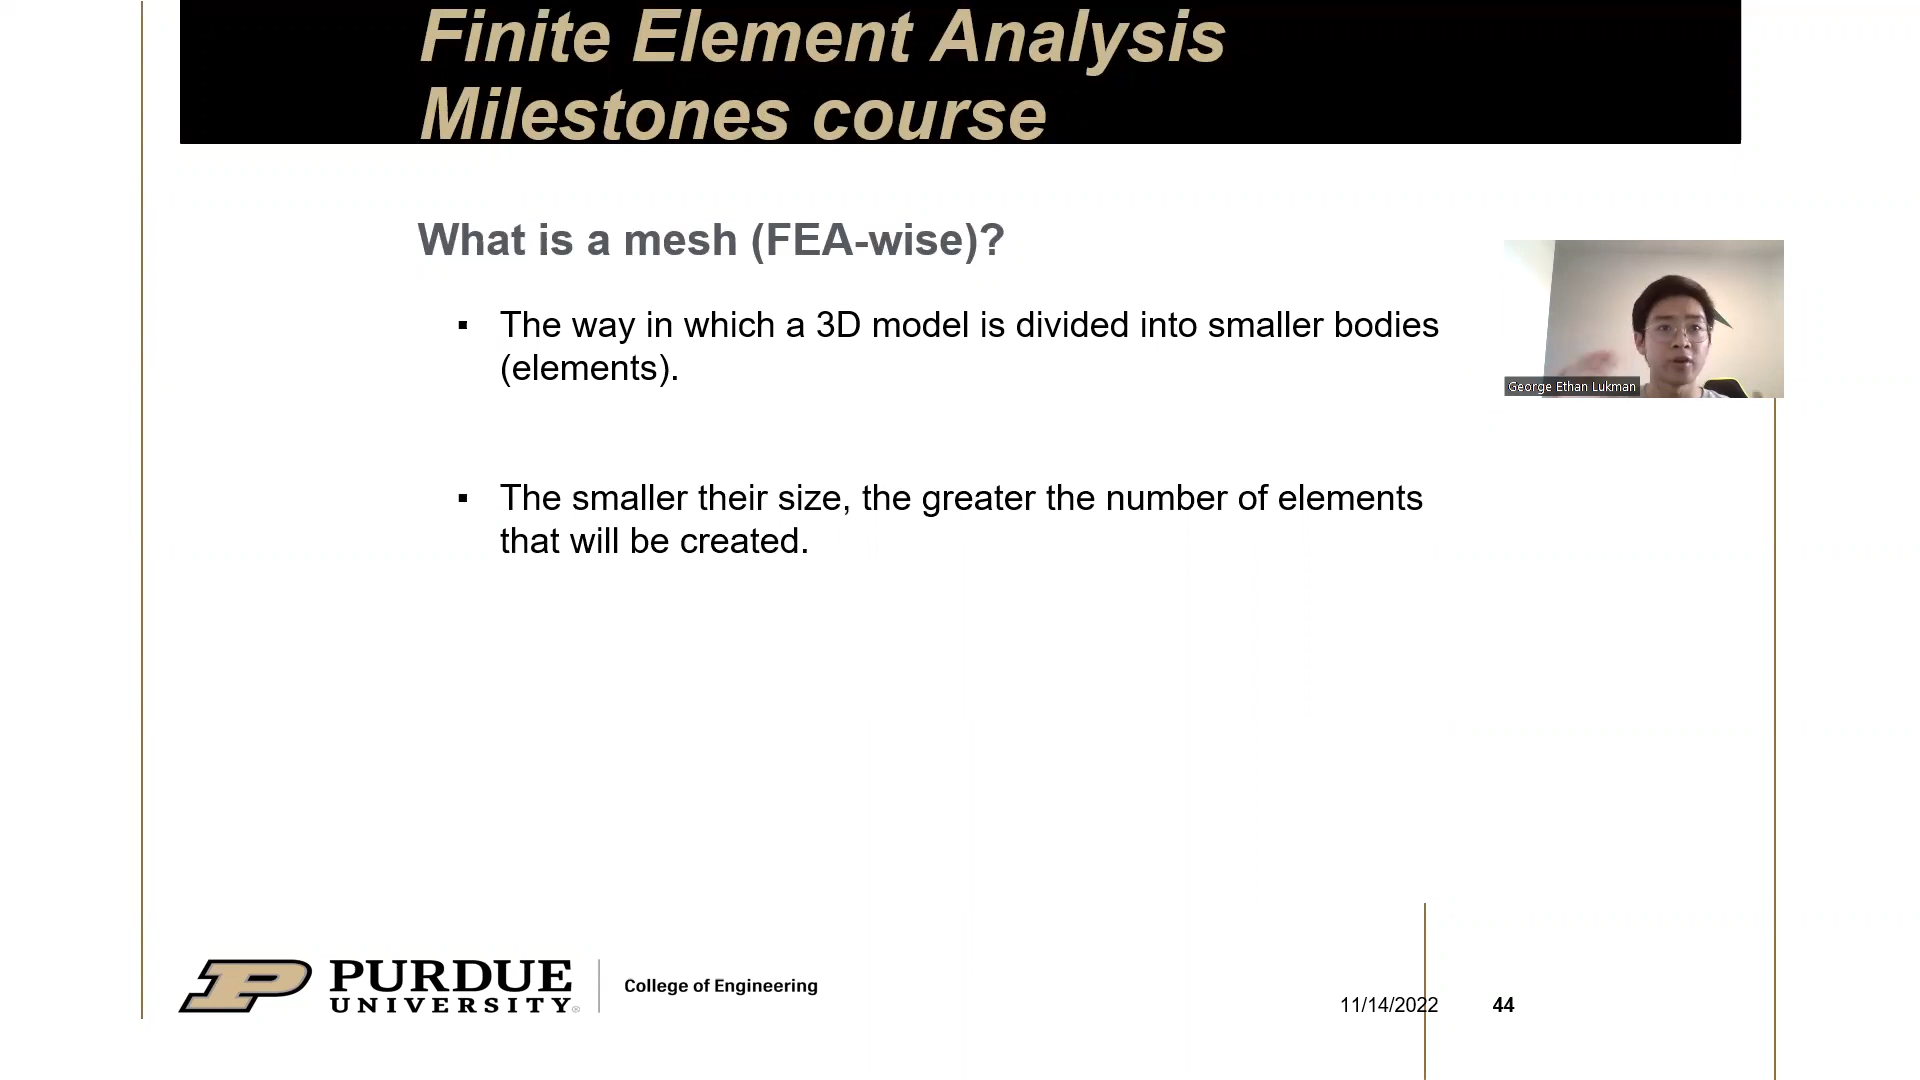 Finite Element Analysis
Milestones course
What is a mesh (FEA-wise)?
▪ The way in which a 3D model is divided into smaller bodies
(elements).
George Ethan Lukman
▪ The smaller their size, the greater the number of elements
that will be created.
PURDUE
UNIVERSITY®
College of Engineering
11/14/2022
44